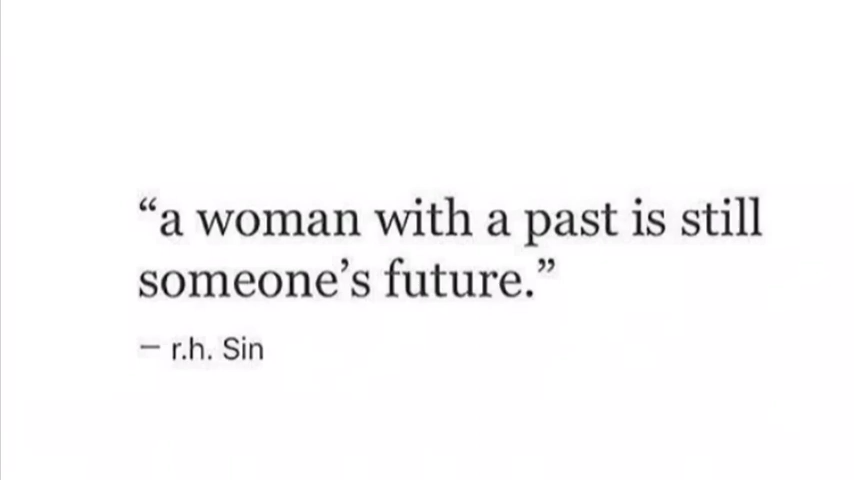 “a woman with a past is still
someone’s future.”
— r.h. Sin